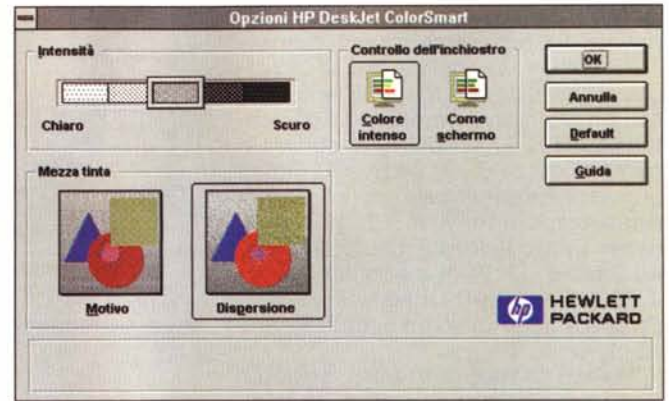 Opzioni HP DeskJet ColorSmart
Intensità
Chiaro
Scuro
Controllo dell'inchiostro
Colore intenso
Come schermo
OK
Annulla
Default
Guida
Mezza tinta
Motivo
Dispersione
hp
HEWLETT
PACKARD